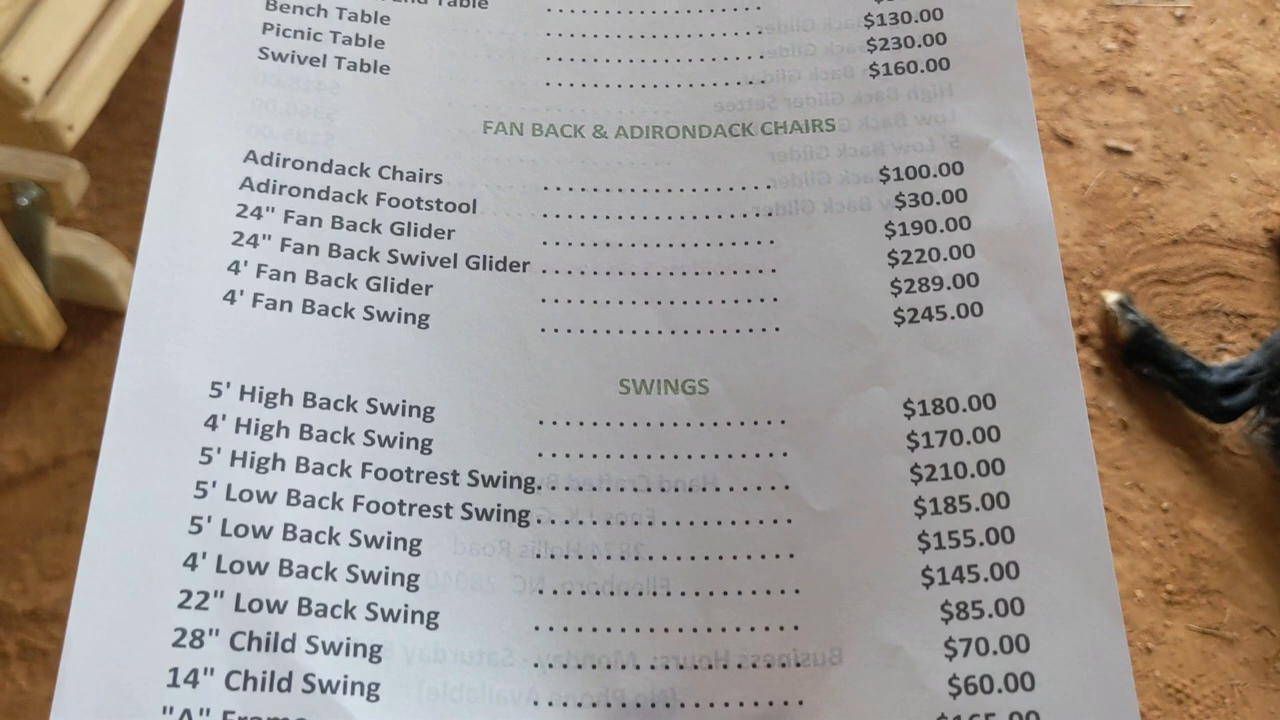 Table
Bench Table .................... $130.00
Picnic Table .................... $230.00
Swivel Table .................... $160.00
FAN BACK & ADIRONDACK CHAIRS
Adirondack Chairs .................... $100.00
Adirondack Footstool .................... $30.00
24" Fan Back Glider .................... $190.00
24" Fan Back Swivel Glider .................... $220.00
4' Fan Back Glider .................... $289.00
4' Fan Back Swing .................... $245.00
SWINGS
5' High Back Swing .................... $180.00
4' High Back Swing .................... $170.00
5' High Back Footrest Swing .................... $210.00
5' Low Back Footrest Swing .................... $185.00
5' Low Back Swing .................... $155.00
4' Low Back Swing .................... $145.00
22" Low Back Swing .................... $85.00
28" Child Swing .................... $70.00
14" Child Swing .................... $60.00
"A" Frame $165.00